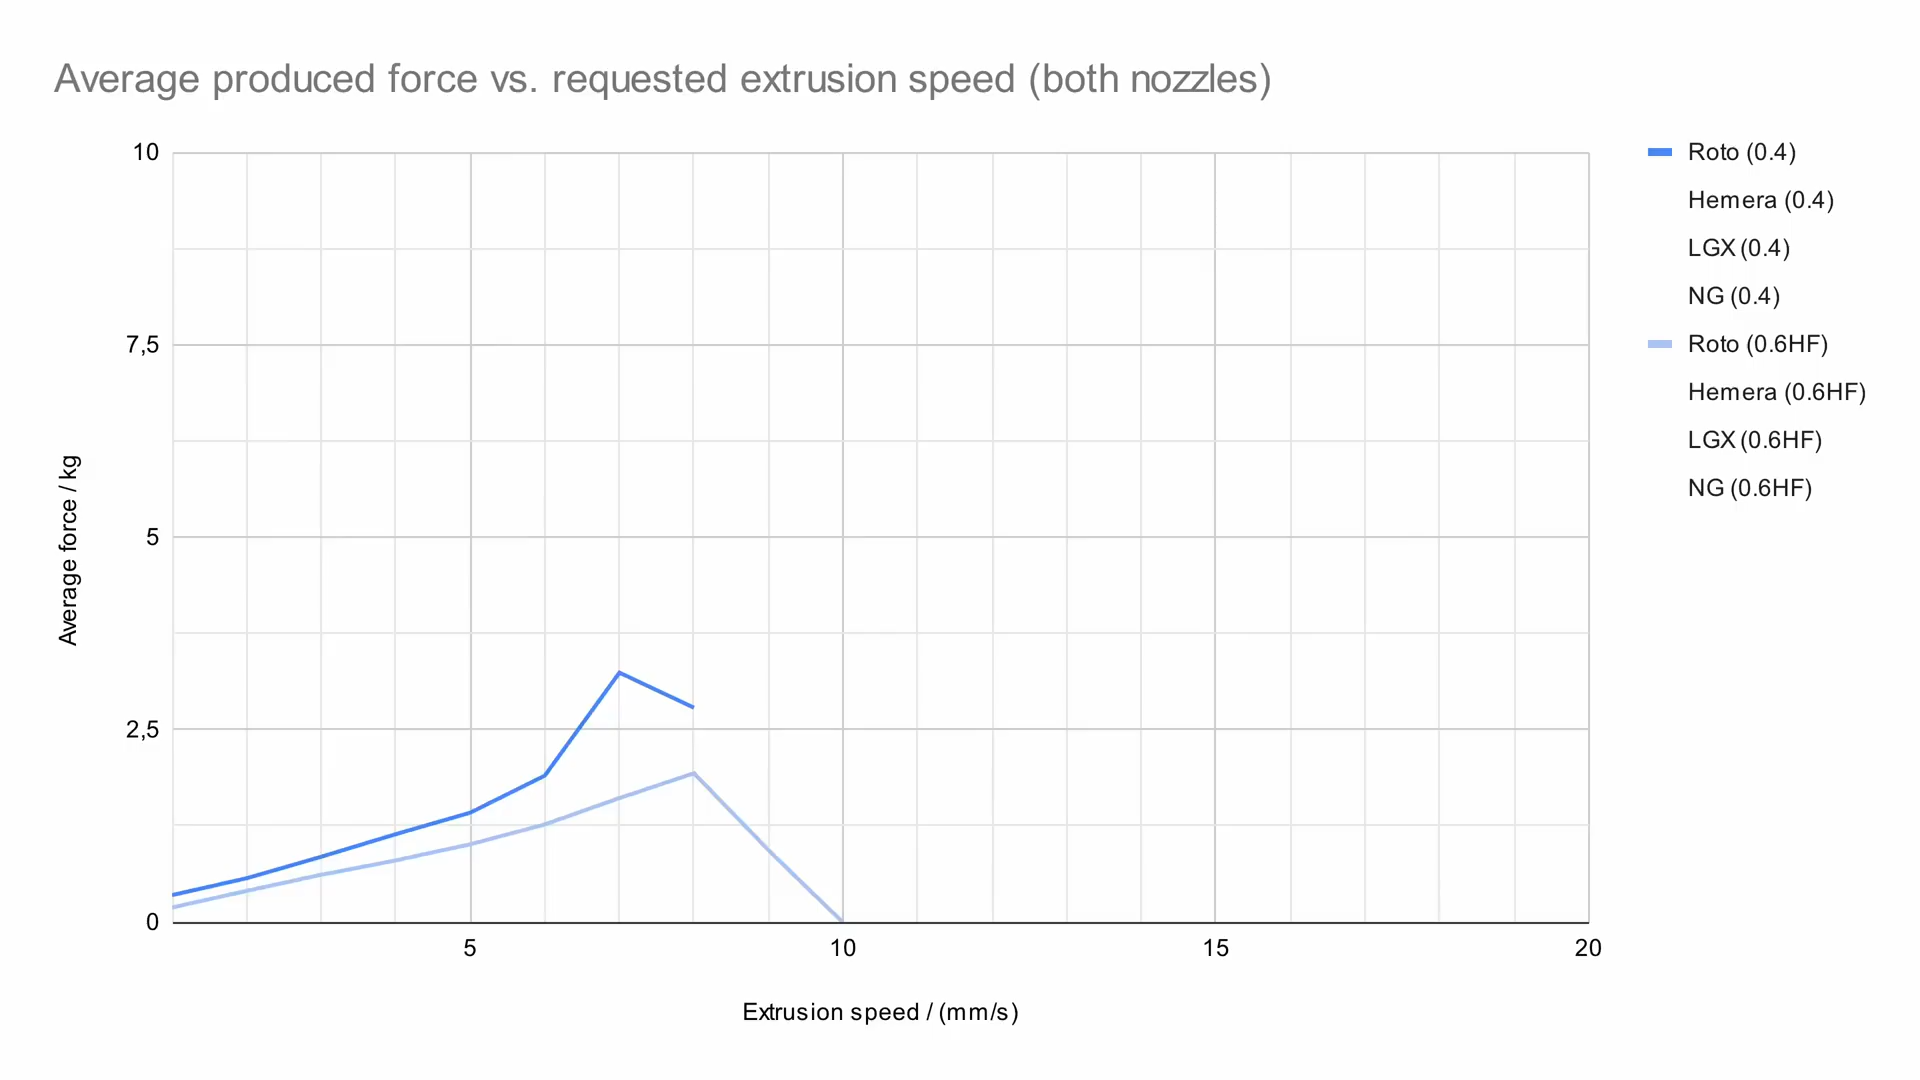 Average produced force vs. requested extrusion speed (both nozzles)
10
7,5
5
2,5
0
Average force / kg
5
10
15
20
Extrusion speed / (mm/s)
Roto (0.4)
Hemera (0.4)
LGX (0.4)
NG (0.4)
Roto (0.6HF)
Hemera (0.6HF)
LGX (0.6HF)
NG (0.6HF)